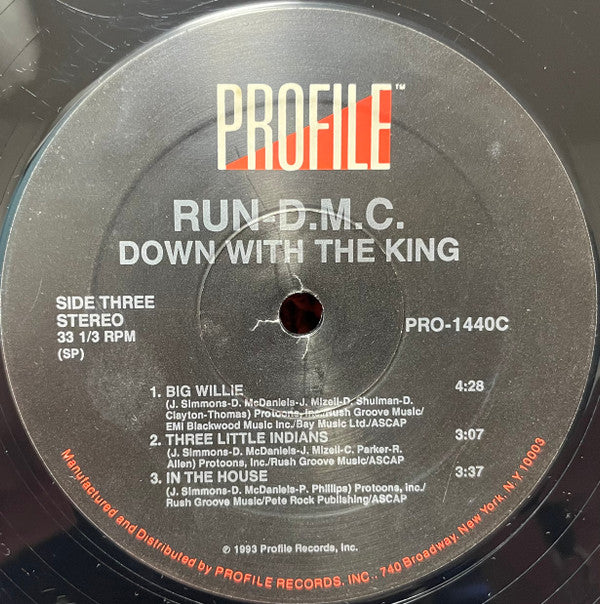 PROFILE™
RUN-D.M.C.
DOWN WITH THE KING
SIDE THREE
STEREO
33 1/3 RPM
(SP)
PRO-1440C
1. BIG WILLIE 4:28
(J. Simmons-D. McDaniels-J. Mizell-D. Shulman-D.
Clayton-Thomas) Protoons, Inc./Rush Groove Music/
EMI Blackwood Music Inc./Bay Music Ltd./ASCAP
2. THREE LITTLE INDIANS 3:07
(J. Simmons-D. McDaniels-J. Mizell-C. Parker-R.
Allen) Protoons, Inc./Rush Groove Music/ASCAP
3. IN THE HOUSE 3:37
(J. Simmons-D. McDaniels-P. Phillips) Protoons, Inc./
Rush Groove Music/Pete Rock Publishing/ASCAP
℗ 1993 Profile Records, Inc.
Manufactured and Distributed by PROFILE RECORDS, INC., 740 Broadway, New York, N.Y. 10003